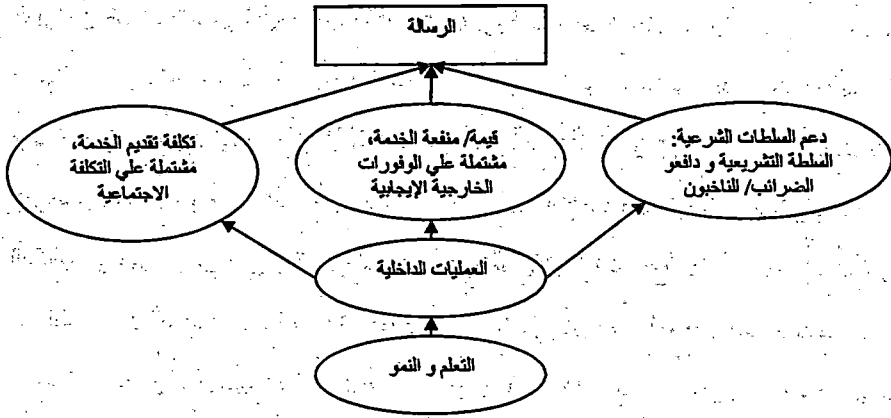 الرسالة
دعم السلطات الشرعية:
السلطة التشريعية و دافعو
الضرائب/ الناخبون
قيمة/ منفعة الخدمة،
مشتملة علي الوفورات
الخارجية الإيجابية
تكلفة تقديم الخدمة،
مشتملة علي التكلفة
الاجتماعية
العمليات الداخلية
التعلم و النمو